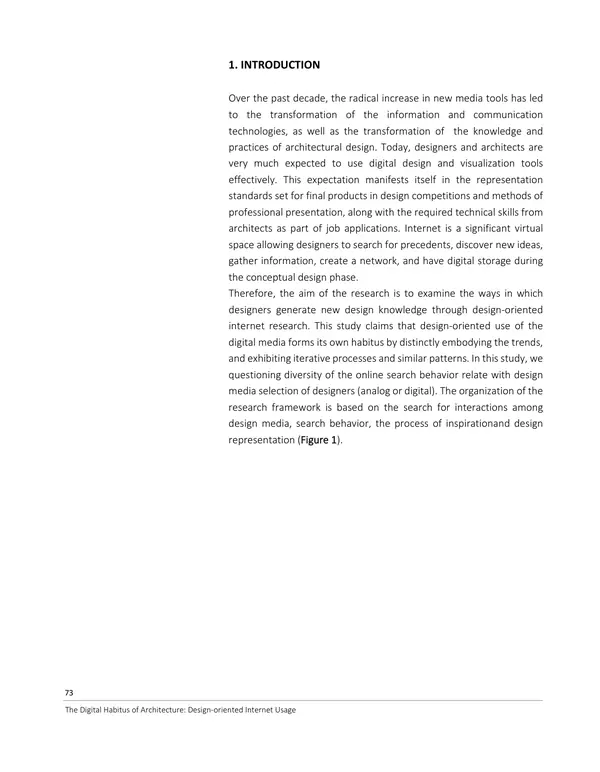 1. INTRODUCTION
Over the past decade, the radical increase in new media tools has led
to the transformation of the information and communication
technologies, as well as the transformation of the knowledge and
practices of architectural design. Today, designers and architects are
very much expected to use digital design and visualization tools
effectively. This expectation manifests itself in the representation
standards set for final products in design competitions and methods of
professional presentation, along with the required technical skills from
architects as part of job applications. Internet is a significant virtual
space allowing designers to search for precedents, discover new ideas,
gather information, create a network, and have digital storage during
the conceptual design phase.
Therefore, the aim of the research is to examine the ways in which
designers generate new design knowledge through design-oriented
internet research. This study claims that design-oriented use of the
digital media forms its own habitus by distinctly embodying the trends,
and exhibiting iterative processes and similar patterns. In this study, we
questioning diversity of the online search behavior relate with design
media selection of designers (analog or digital). The organization of the
research framework is based on the search for interactions among
design media, search behavior, the process of inspirationand design
representation (Figure 1).
73
The Digital Habitus of Architecture: Design-oriented Internet Usage